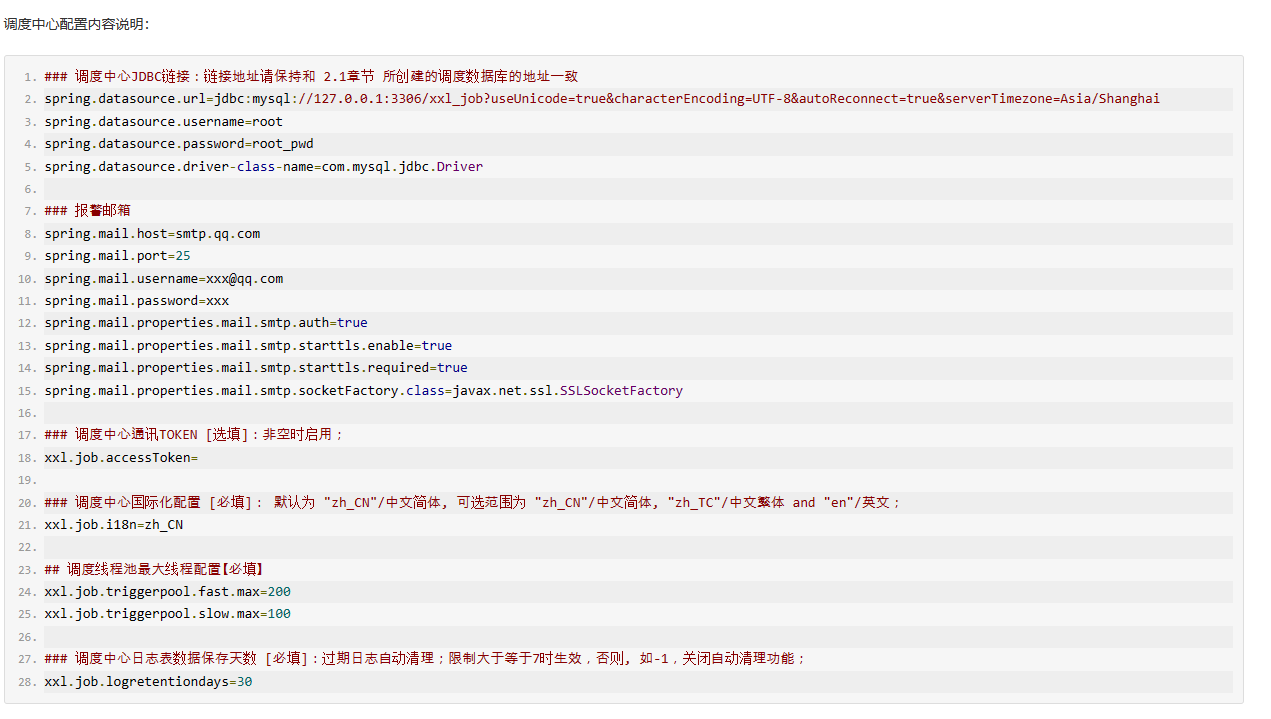 调度中心配置内容说明：
1. ### 调度中心JDBC链接：链接地址请保持和 2.1章节 所创建的调度数据库的地址一致
2. spring.datasource.url=jdbc:mysql://127.0.0.1:3306/xxl_job?useUnicode=true&characterEncoding=UTF-8&autoReconnect=true&serverTimezone=Asia/Shanghai
3. spring.datasource.username=root
4. spring.datasource.password=root_pwd
5. spring.datasource.driver-class-name=com.mysql.jdbc.Driver
6.
7. ### 报警邮箱
8. spring.mail.host=smtp.qq.com
9. spring.mail.port=25
10. spring.mail.username=xxx@qq.com
11. spring.mail.password=xxx
12. spring.mail.properties.mail.smtp.auth=true
13. spring.mail.properties.mail.smtp.starttls.enable=true
14. spring.mail.properties.mail.smtp.starttls.required=true
15. spring.mail.properties.mail.smtp.socketFactory.class=javax.net.ssl.SSLSocketFactory
16.
17. ### 调度中心通讯TOKEN [选填]：非空时启用；
18. xxl.job.accessToken=
19.
20. ### 调度中心国际化配置 [必填]： 默认为 "zh_CN"/中文简体, 可选范围为 "zh_CN"/中文简体, "zh_TC"/中文繁体 and "en"/英文；
21. xxl.job.i18n=zh_CN
22.
23. ## 调度线程池最大线程配置【必填】
24. xxl.job.triggerpool.fast.max=200
25. xxl.job.triggerpool.slow.max=100
26.
27. ### 调度中心日志表数据保存天数 [必填]：过期日志自动清理；限制大于等于7时生效，否则, 如-1，关闭自动清理功能；
28. xxl.job.logretentiondays=30